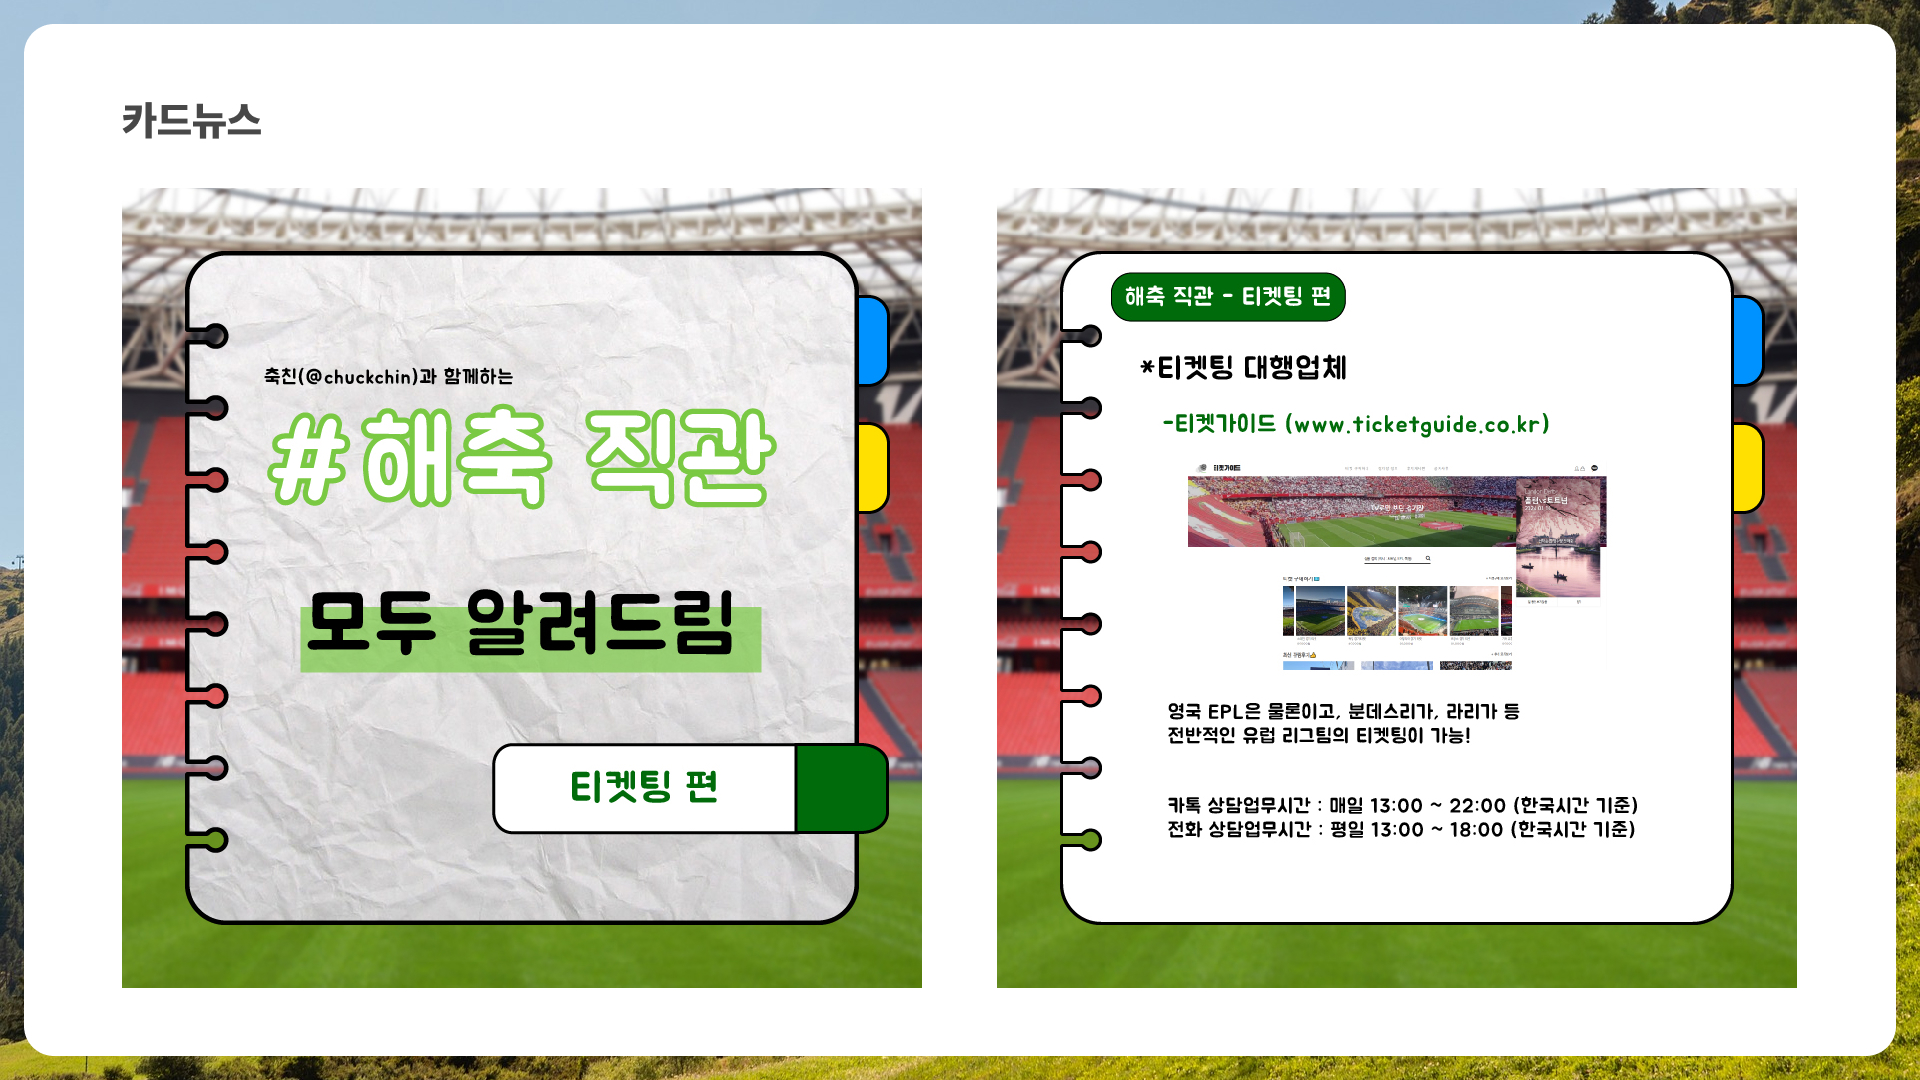 카드뉴스
축친(@chuckchin)과 함께하는
#해축 직관
모두 알려드림
티켓팅 편
해축 직관 - 티켓팅 편
*티켓팅 대행업체
-티켓가이드 (www.ticketguide.co.kr)
티켓가이드
영국 EPL은 물론이고, 분데스리가, 라리가 등
전반적인 유럽 리그팀의 티켓팅이 가능!
카톡 상담업무시간 : 매일 13:00 ~ 22:00 (한국시간 기준)
전화 상담업무시간 : 평일 13:00 ~ 18:00 (한국시간 기준)